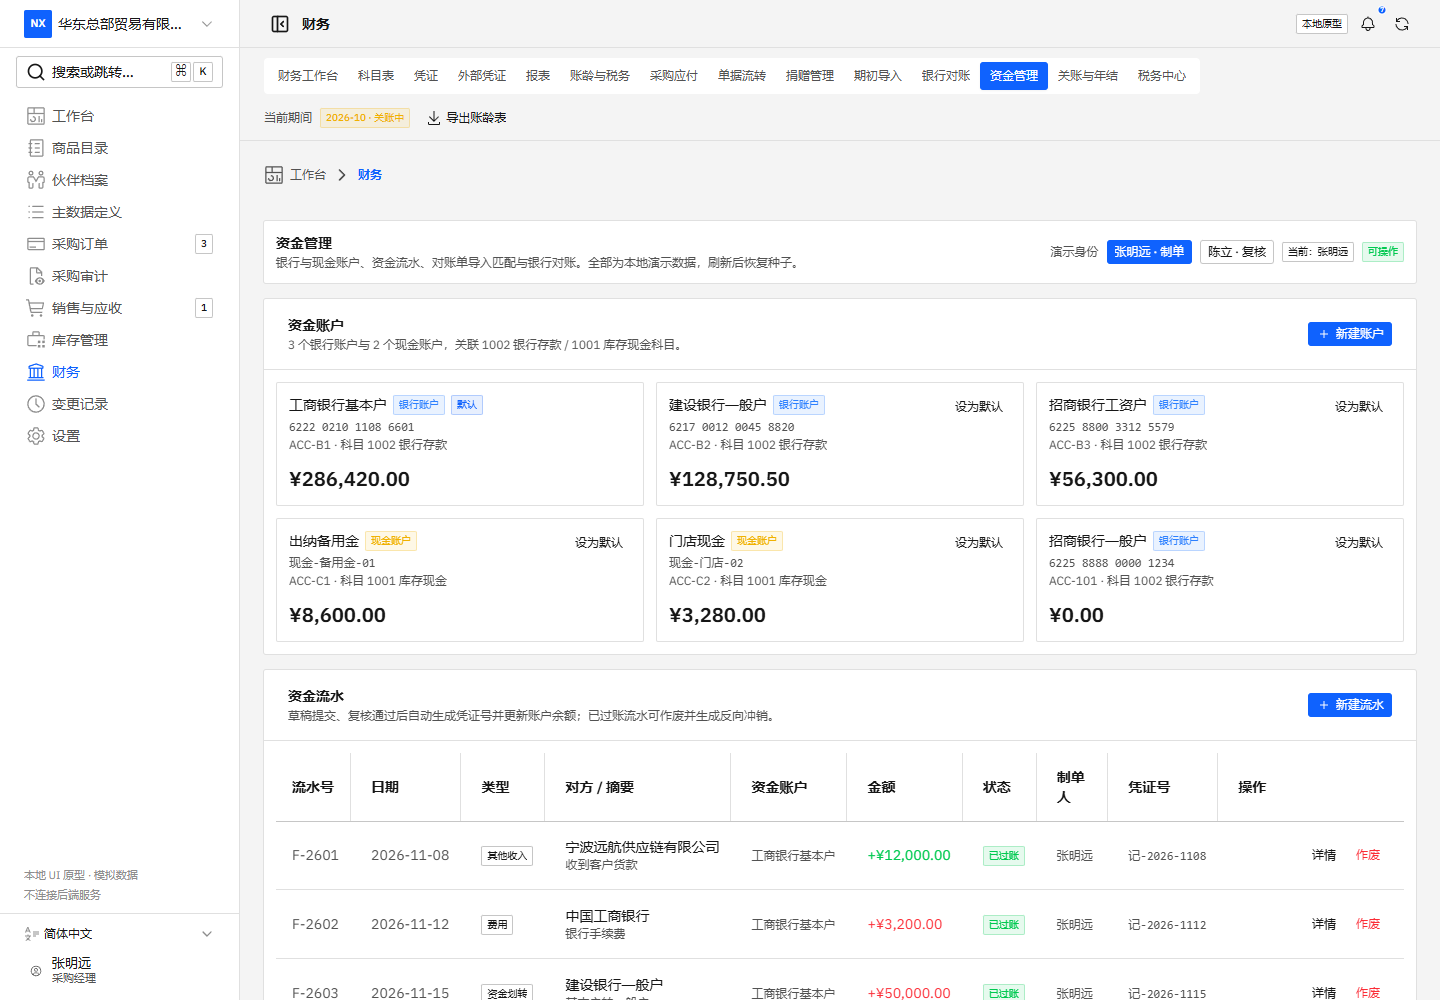 NX 华东总部贸易有限...
搜索或跳转... ⌘ K
工作台
商品目录
伙伴档案
主数据定义
采购订单 3
采购审计
销售与应收 1
库存管理
财务
变更记录
设置
本地 UI 原型 · 模拟数据
不连接后端服务
简体中文
张明远
采购经理
财务
本地原型 ?
财务工作台 科目表 凭证 外部凭证 报表 账龄与税务 采购应付 单据流转 捐赠管理 期初导入 银行对账 资金管理 关账与年结 税务中心
当前期间 2026-10 · 关账中 导出账龄表
工作台 财务
资金管理
银行与现金账户、资金流水、对账单导入匹配与银行对账。全部为本地演示数据，刷新后恢复种子。
演示身份 张明远 · 制单 陈立 · 复核 当前：张明远 可操作
资金账户
3 个银行账户与 2 个现金账户，关联 1002 银行存款 / 1001 库存现金科目。
+ 新建账户
工商银行基本户 银行账户 默认
6222 0210 1108 6601
ACC-B1 · 科目 1002 银行存款
¥286,420.00
建设银行一般户 银行账户 设为默认
6217 0012 0045 8820
ACC-B2 · 科目 1002 银行存款
¥128,750.50
招商银行工资户 银行账户 设为默认
6225 8800 3312 5579
ACC-B3 · 科目 1002 银行存款
¥56,300.00
出纳备用金 现金账户 设为默认
现金-备用金-01
ACC-C1 · 科目 1001 库存现金
¥8,600.00
门店现金 现金账户 设为默认
现金-门店-02
ACC-C2 · 科目 1001 库存现金
¥3,280.00
招商银行一般户 银行账户 设为默认
6225 8888 0000 1234
ACC-101 · 科目 1002 银行存款
¥0.00
资金流水
草稿提交、复核通过后自动生成凭证号并更新账户余额；已过账流水可作废并生成反向冲销。
+ 新建流水
流水号 日期 类型 对方 / 摘要 资金账户 金额 状态 制单人 凭证号 操作
F-2601 2026-11-08 其他收入 宁波远航供应链有限公司 工商银行基本户 +¥12,000.00 已过账 张明远 记-2026-1108 详情 作废
收到客户货款
F-2602 2026-11-12 费用 中国工商银行 工商银行基本户 +¥3,200.00 已过账 张明远 记-2026-1112 详情 作废
银行手续费
F-2603 2026-11-15 资金划转 建设银行一般户 工商银行基本户 +¥50,000.00 已过账 张明远 记-2026-1115 详情 作废